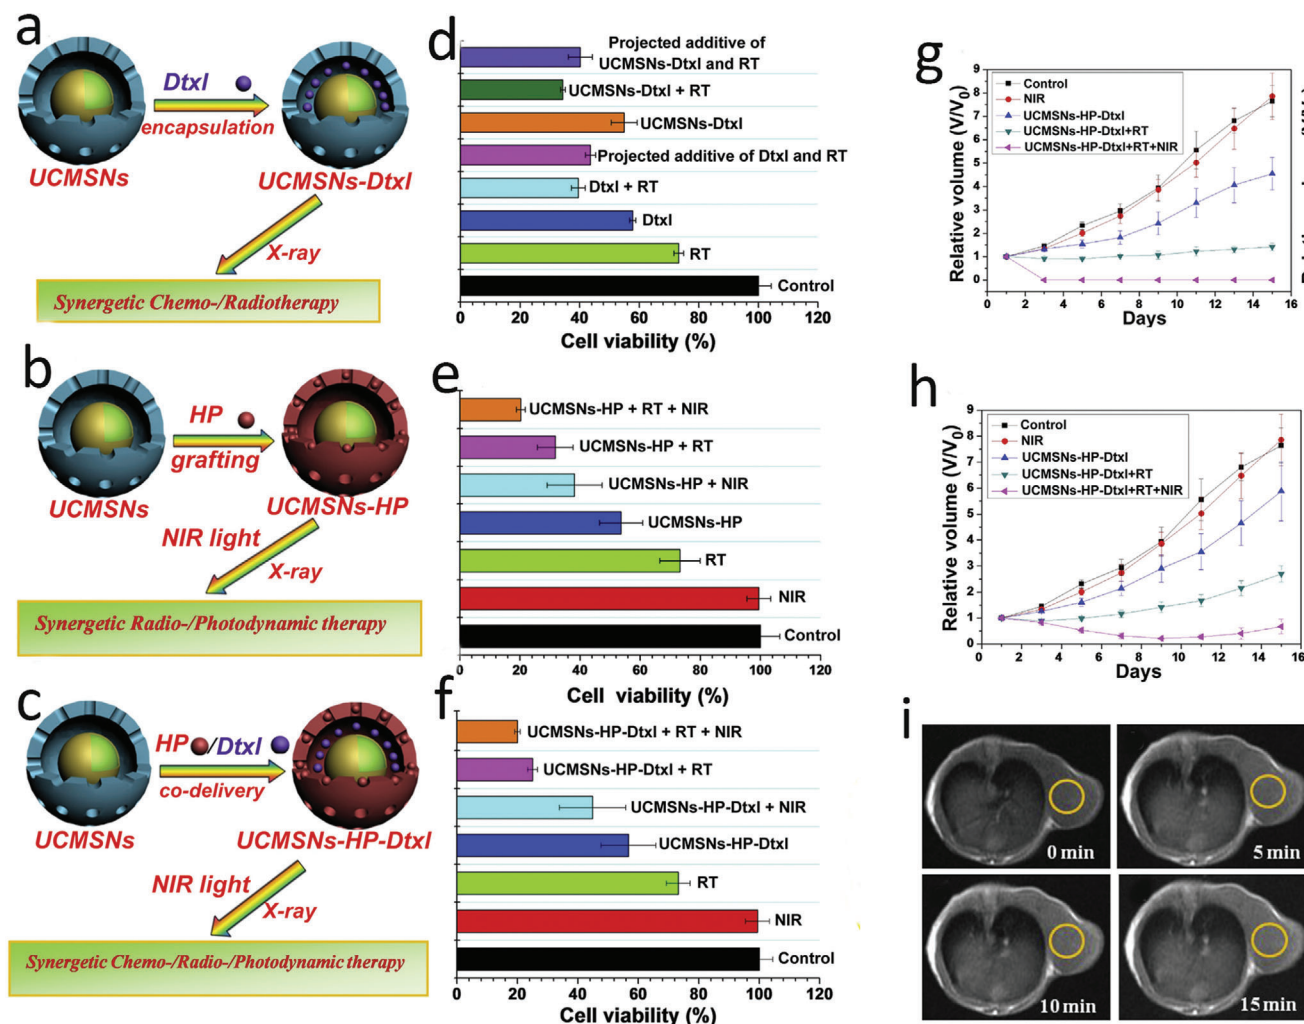 a
Dtxl
encapsulation
UCMSNs
UCMSNs-Dtxl
X-ray
Synergetic Chemo-/Radiotherapy
b
HP
grafting
UCMSNs
UCMSNs-HP
NIR light
X-ray
Synergetic Radio-/Photodynamic therapy
c
HP/Dtxl
co-delivery
UCMSNs
UCMSNs-HP-Dtxl
NIR light
X-ray
Synergetic Chemo-/Radio-/Photodynamic therapy
d
Projected additive of
UCMSNs-Dtxl and RT
UCMSNs-Dtxl + RT
UCMSNs-Dtxl
Projected additive of Dtxl and RT
Dtxl + RT
Dtxl
RT
Control
0 20 40 60 80 100 120
Cell viability (%)
e
UCMSNs-HP + RT + NIR
UCMSNs-HP + RT
UCMSNs-HP + NIR
UCMSNs-HP
RT
NIR
Control
0 20 40 60 80 100 120
Cell viability (%)
f
UCMSNs-HP-Dtxl + RT + NIR
UCMSNs-HP-Dtxl + RT
UCMSNs-HP-Dtxl + NIR
UCMSNs-HP-Dtxl
RT
NIR
Control
0 20 40 60 80 100 120
Cell viability (%)
g
Relative volume (V/V0)
9
8
7
6
5
4
3
2
1
0
Control
NIR
UCMSNs-HP-Dtxl
UCMSNs-HP-Dtxl+RT
UCMSNs-HP-Dtxl+RT+NIR
0 2 4 6 8 10 12 14 16
Days
h
Relative volume (V/V0)
9
8
7
6
5
4
3
2
1
0
Control
NIR
UCMSNs-HP-Dtxl
UCMSNs-HP-Dtxl+RT
UCMSNs-HP-Dtxl+RT+NIR
0 2 4 6 8 10 12 14 16
Days
i
0 min
5 min
10 min
15 min